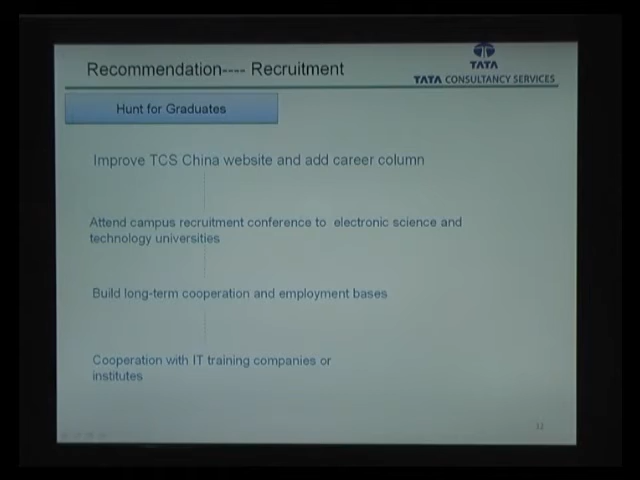 Recommendation---- Recruitment
TATA
TATA CONSULTANCY SERVICES
Hunt for Graduates
Improve TCS China website and add career column
Attend campus recruitment conference to electronic science and
technology universities
Build long-term cooperation and employment bases
Cooperation with IT training companies or
institutes